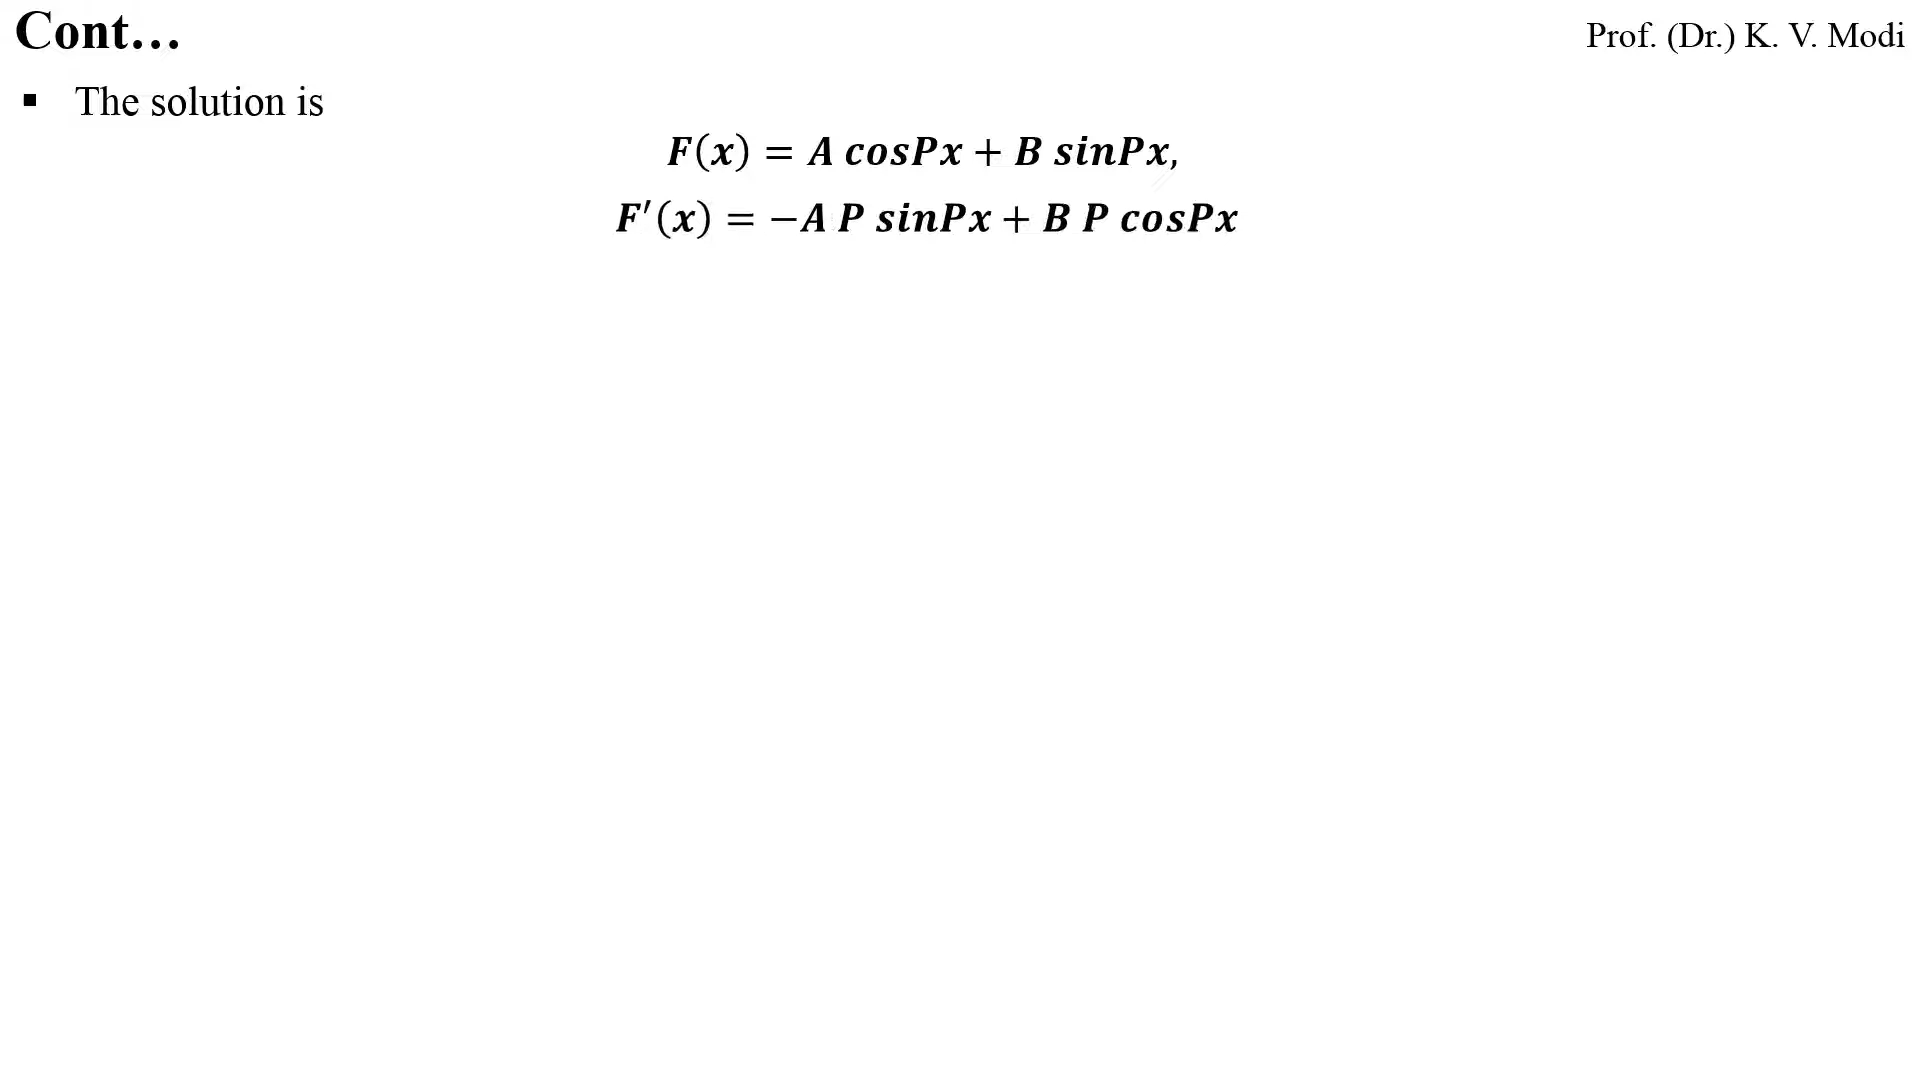 Cont…
Prof. (Dr.) K. V. Modi
▪ The solution is
F(x) = A cosPx + B sinPx,
F′(x) = −A P sinPx + B P cosPx